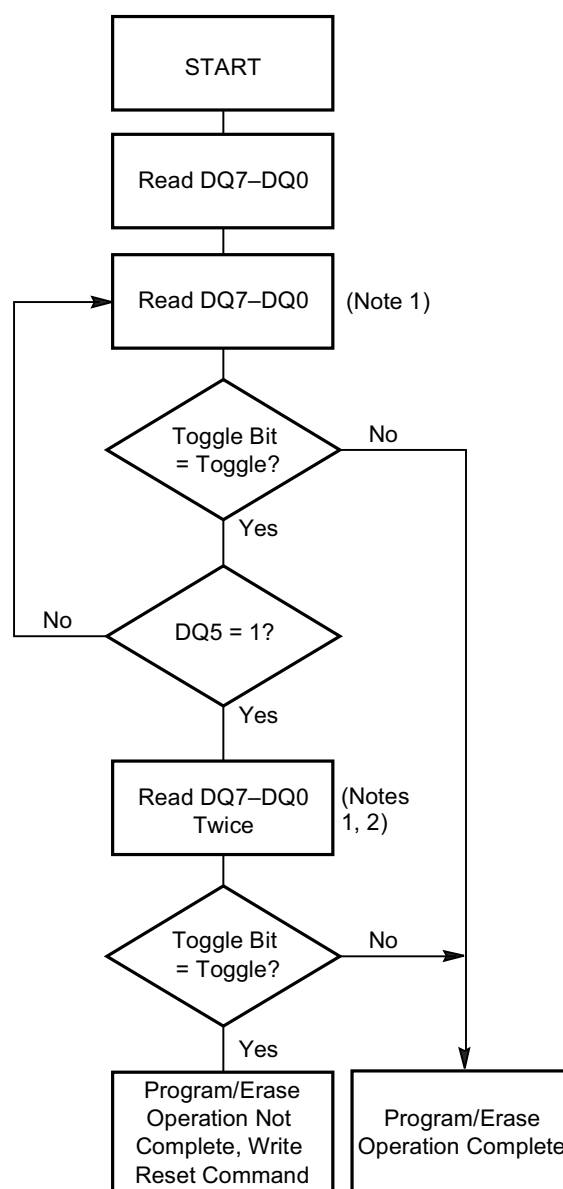 START
Read DQ7–DQ0
Read DQ7–DQ0
(Note 1)
Toggle Bit
= Toggle?
No
Yes
DQ5 = 1?
No
Yes
Read DQ7–DQ0
Twice
(Notes
1, 2)
Toggle Bit
= Toggle?
No
Yes
Program/Erase
Operation Not
Complete, Write
Reset Command
Program/Erase
Operation Complete